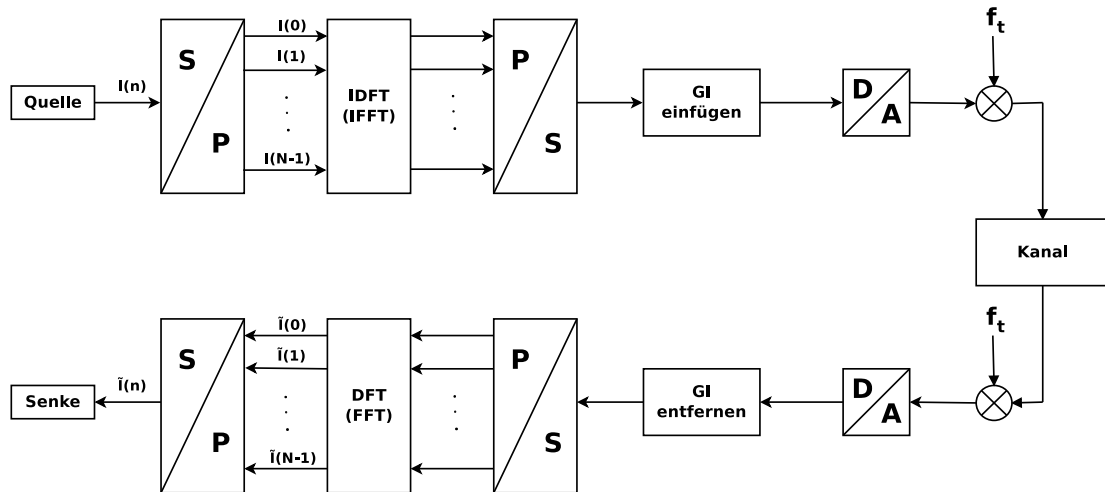 Quelle
I(n)
S
P
I(0)
I(1)
I(N-1)
IDFT
(IFFT)
P
S
GI
einfügen
D
A
f_t
Kanal
f_t
D
A
GI
entfernen
P
S
DFT
(FFT)
Ĩ(0)
Ĩ(1)
Ĩ(N-1)
S
P
Ĩ(n)
Senke